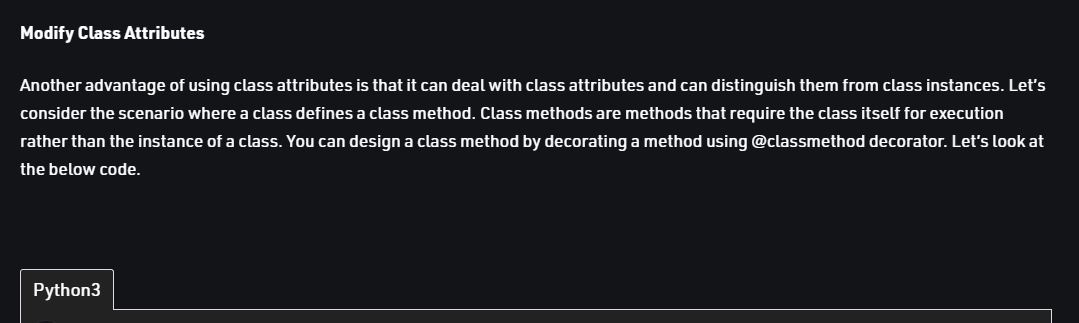 Modify Class Attributes
Another advantage of using class attributes is that it can deal with class attributes and can distinguish them from class instances. Let’s
consider the scenario where a class defines a class method. Class methods are methods that require the class itself for execution
rather than the instance of a class. You can design a class method by decorating a method using @classmethod decorator. Let’s look at
the below code.
Python3